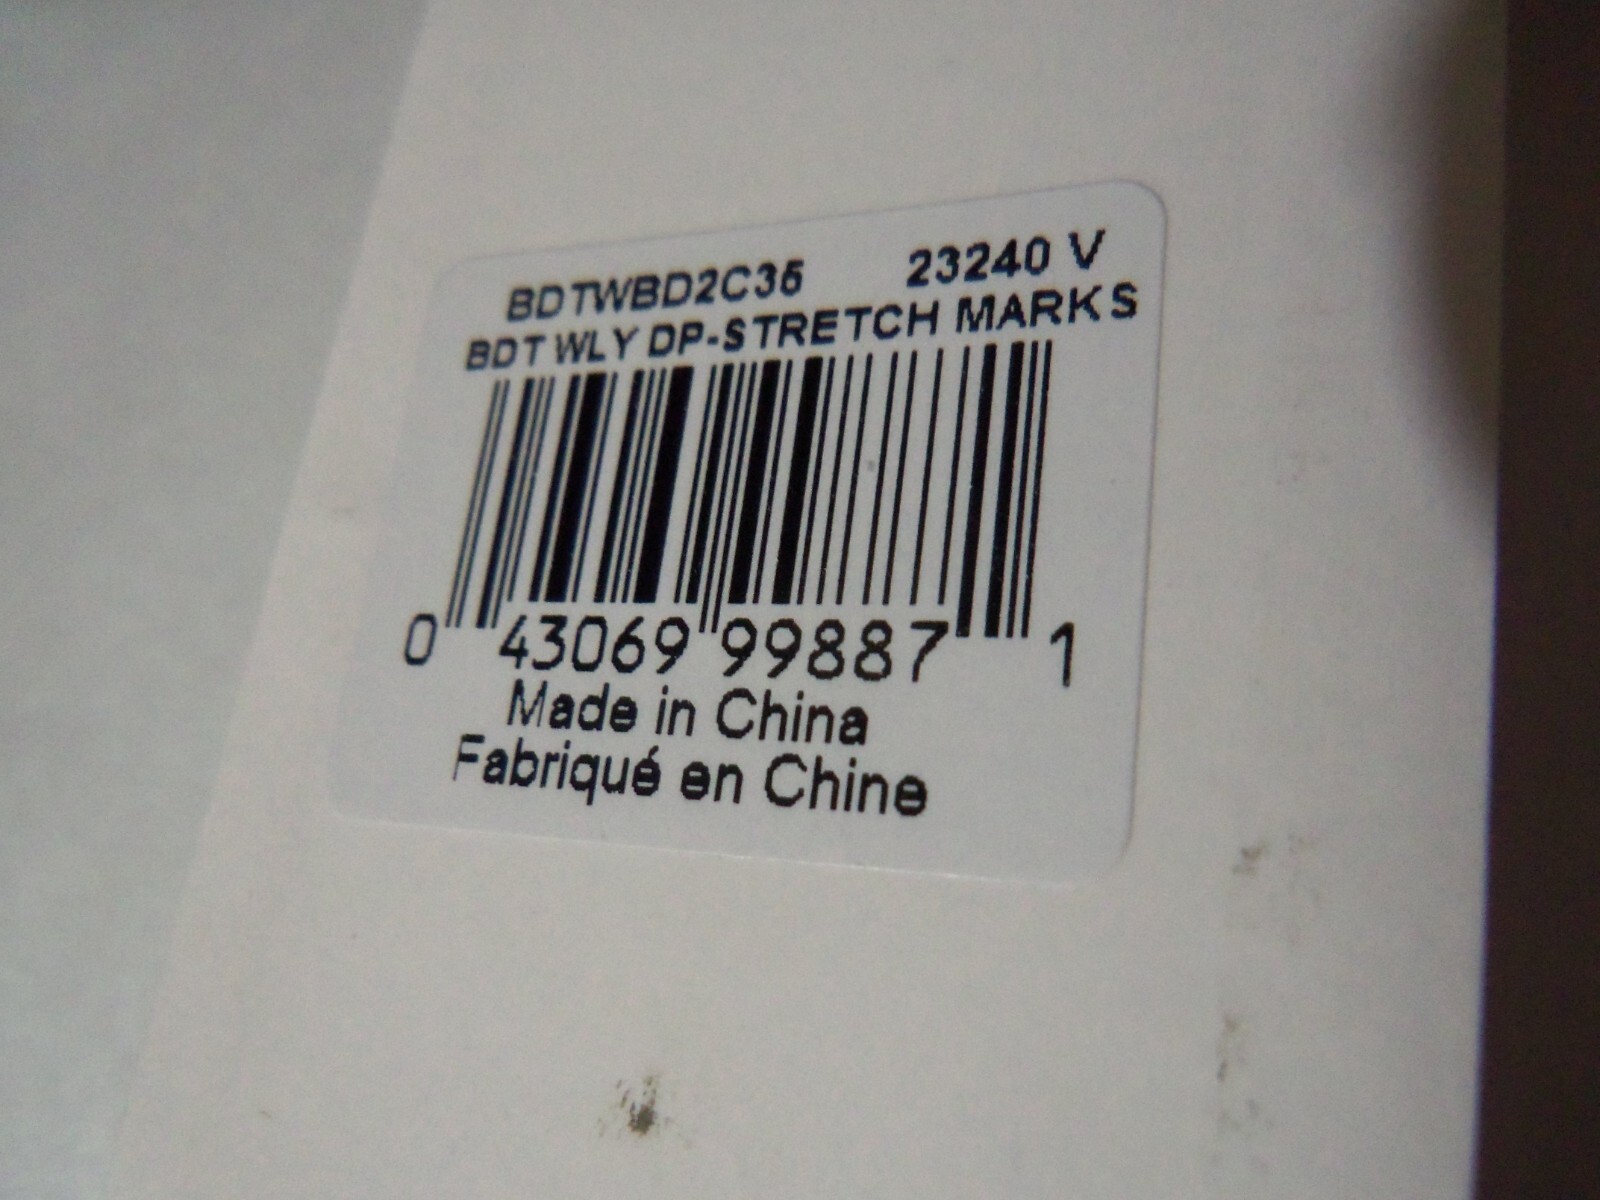 BDTWBD2C35 23240 V
BDT WLY DP-STRETCH MARKS
0 43069 99887 1
Made in China
Fabriqué en Chine